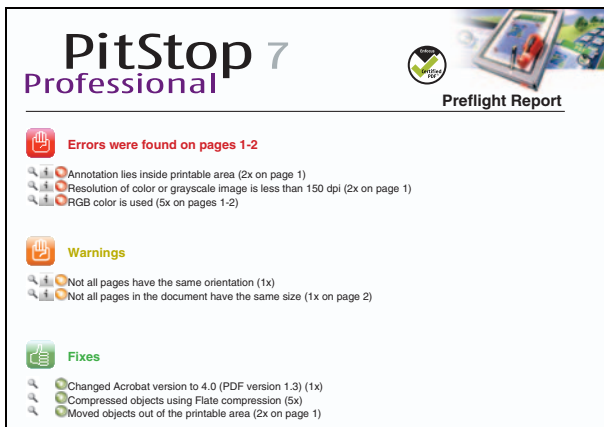 PitStop 7
Professional
Enfocus
Certified
PDF
Preflight Report
Errors were found on pages 1-2
Annotation lies inside printable area (2x on page 1)
Resolution of color or grayscale image is less than 150 dpi (2x on page 1)
RGB color is used (5x on pages 1-2)
Warnings
Not all pages have the same orientation (1x)
Not all pages in the document have the same size (1x on page 2)
Fixes
Changed Acrobat version to 4.0 (PDF version 1.3) (1x)
Compressed objects using Flate compression (5x)
Moved objects out of the printable area (2x on page 1)